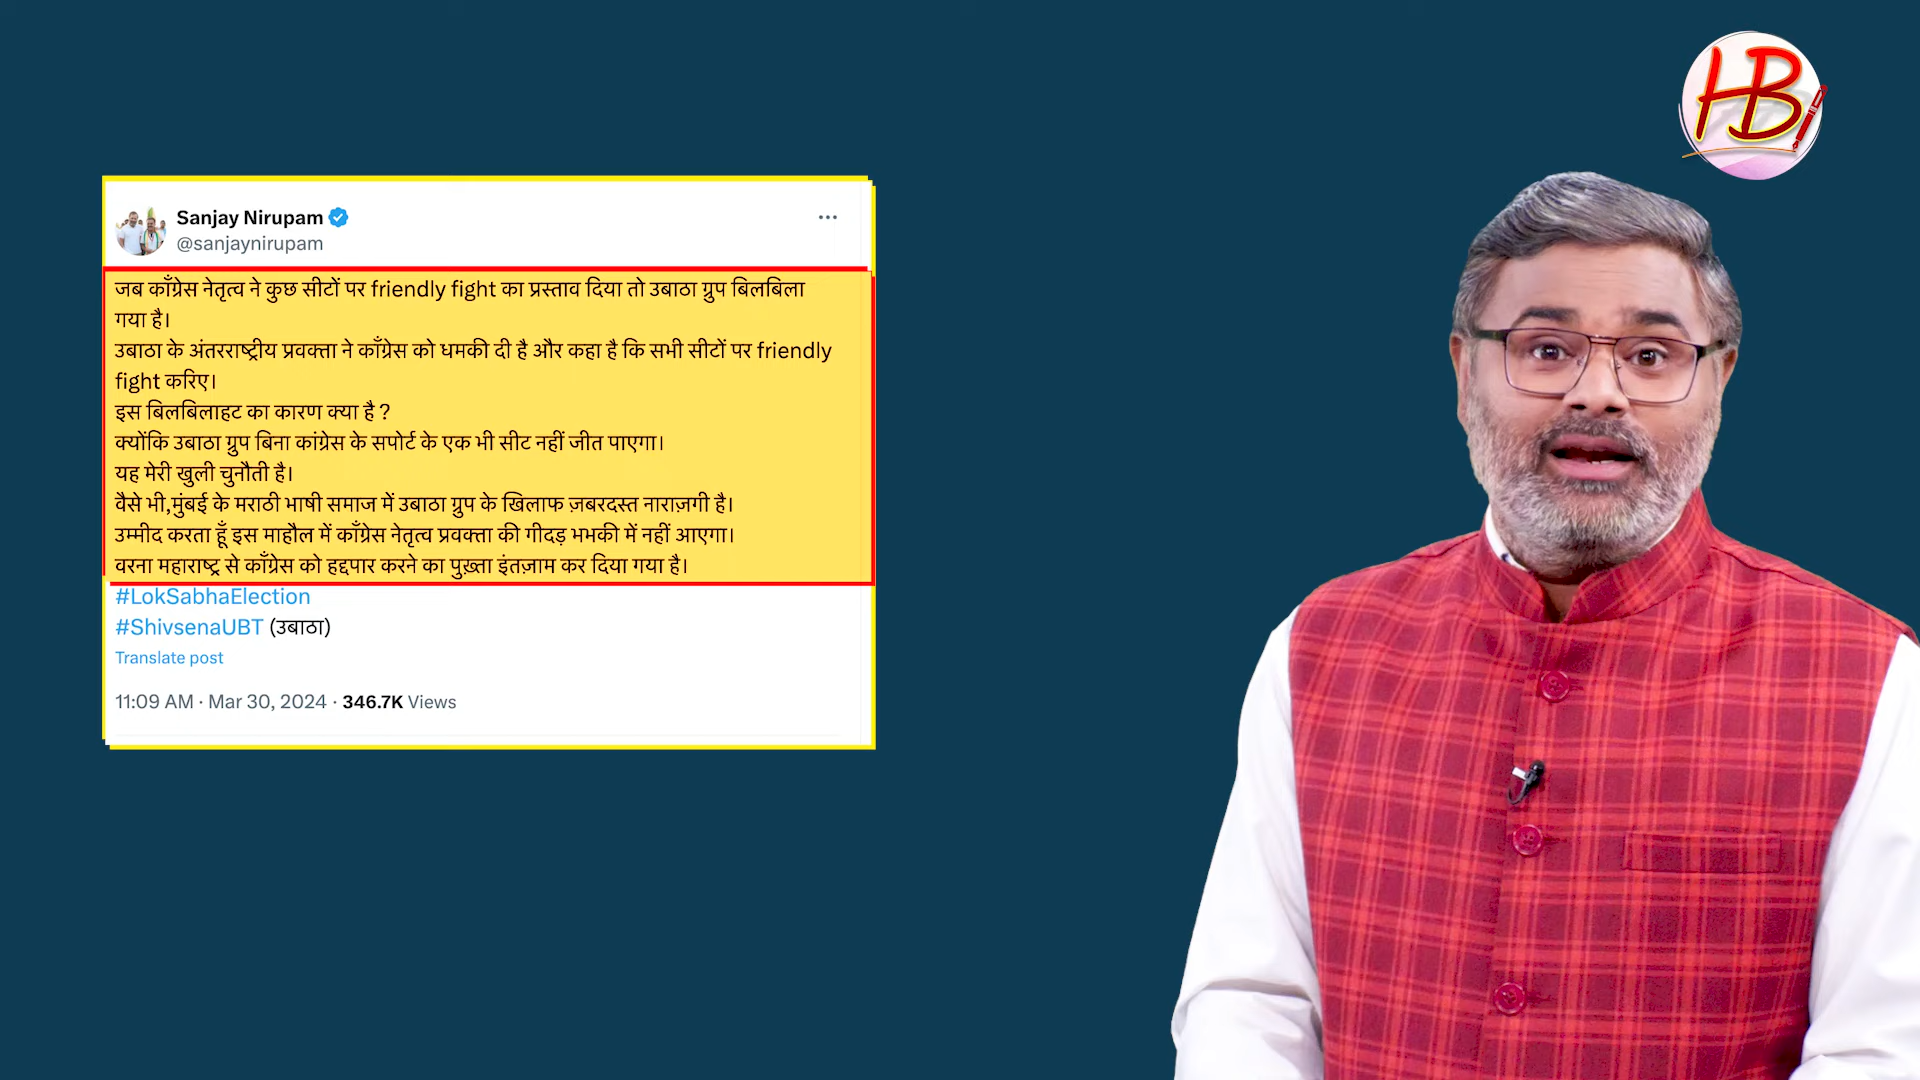 HB
Sanjay Nirupam
@sanjaynirupam
जब काँग्रेस नेतृत्व ने कुछ सीटों पर friendly fight का प्रस्ताव दिया तो उबाठा ग्रुप बिलबिला
गया है।
उबाठा के अंतरराष्ट्रीय प्रवक्ता ने काँग्रेस को धमकी दी है और कहा है कि सभी सीटों पर friendly
fight करिए।
इस बिलबिलाहट का कारण क्या है ?
क्योंकि उबाठा ग्रुप बिना कांग्रेस के सपोर्ट के एक भी सीट नहीं जीत पाएगा।
यह मेरी खुली चुनौती है।
वैसे भी,मुंबई के मराठी भाषी समाज में उबाठा ग्रुप के खिलाफ ज़बरदस्त नाराज़गी है।
उम्मीद करता हूँ इस माहौल में काँग्रेस नेतृत्व प्रवक्ता की गीदड़ भभकी में नहीं आएगा।
वरना महाराष्ट्र से काँग्रेस को हद्दपार करने का पुख़्ता इंतज़ाम कर दिया गया है।
#LokSabhaElection
#ShivsenaUBT (उबाठा)
Translate post
11:09 AM · Mar 30, 2024 · 346.7K Views